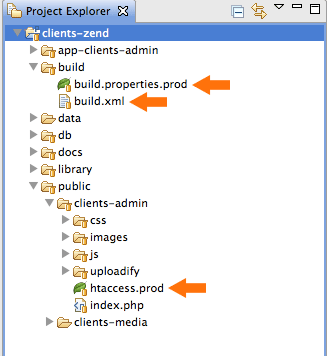 Project Explorer
clients-zend
app-clients-admin
build
build.properties.prod
build.xml
data
db
docs
library
public
clients-admin
css
images
js
uploadify
htaccess.prod
index.php
clients-media